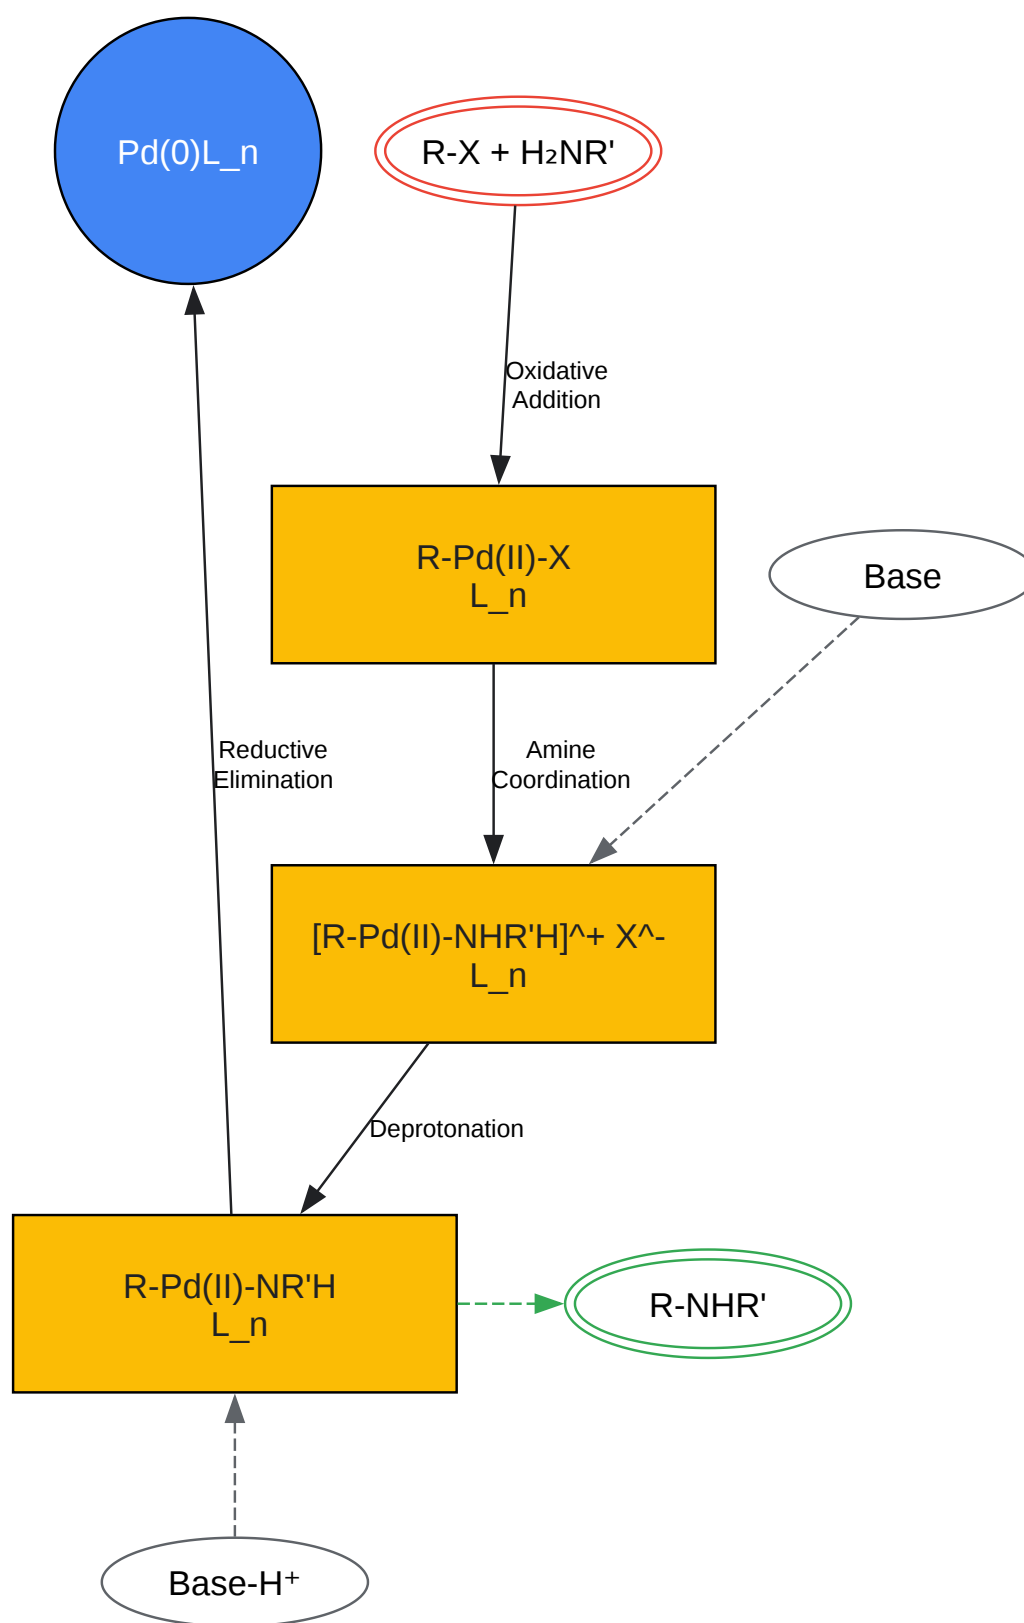 Pd(0)L_n
R-X + H₂NR'
Oxidative
Addition
R-Pd(II)-X
L_n
Base
Reductive
Elimination
Amine
Coordination
[R-Pd(II)-NHR'H]^+ X^-
L_n
Deprotonation
R-Pd(II)-NR'H
L_n
R-NHR'
Base-H⁺